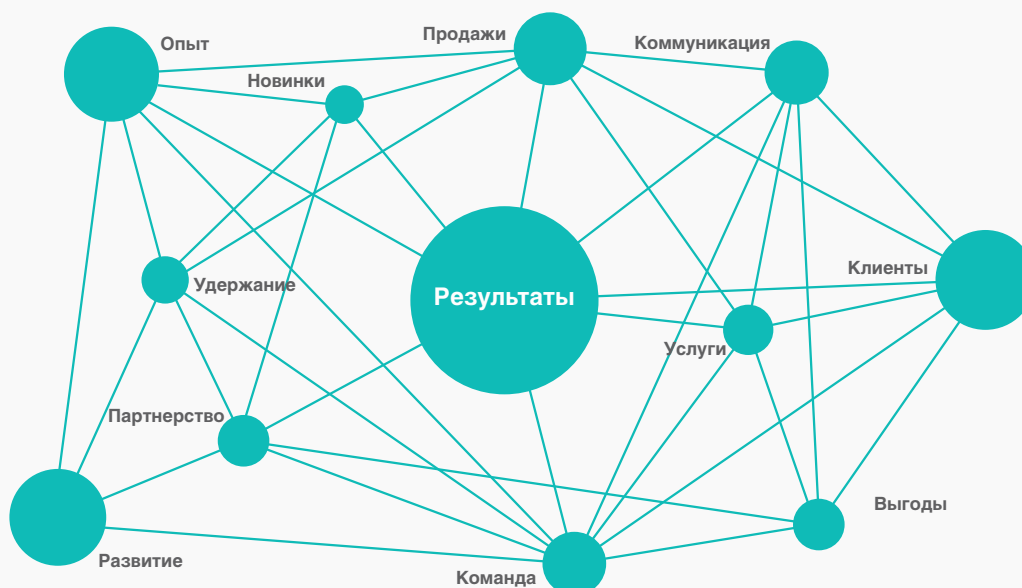 Опыт
Продажи
Коммуникация
Новинки
Клиенты
Удержание
Результаты
Услуги
Партнерство
Выгоды
Развитие
Команда